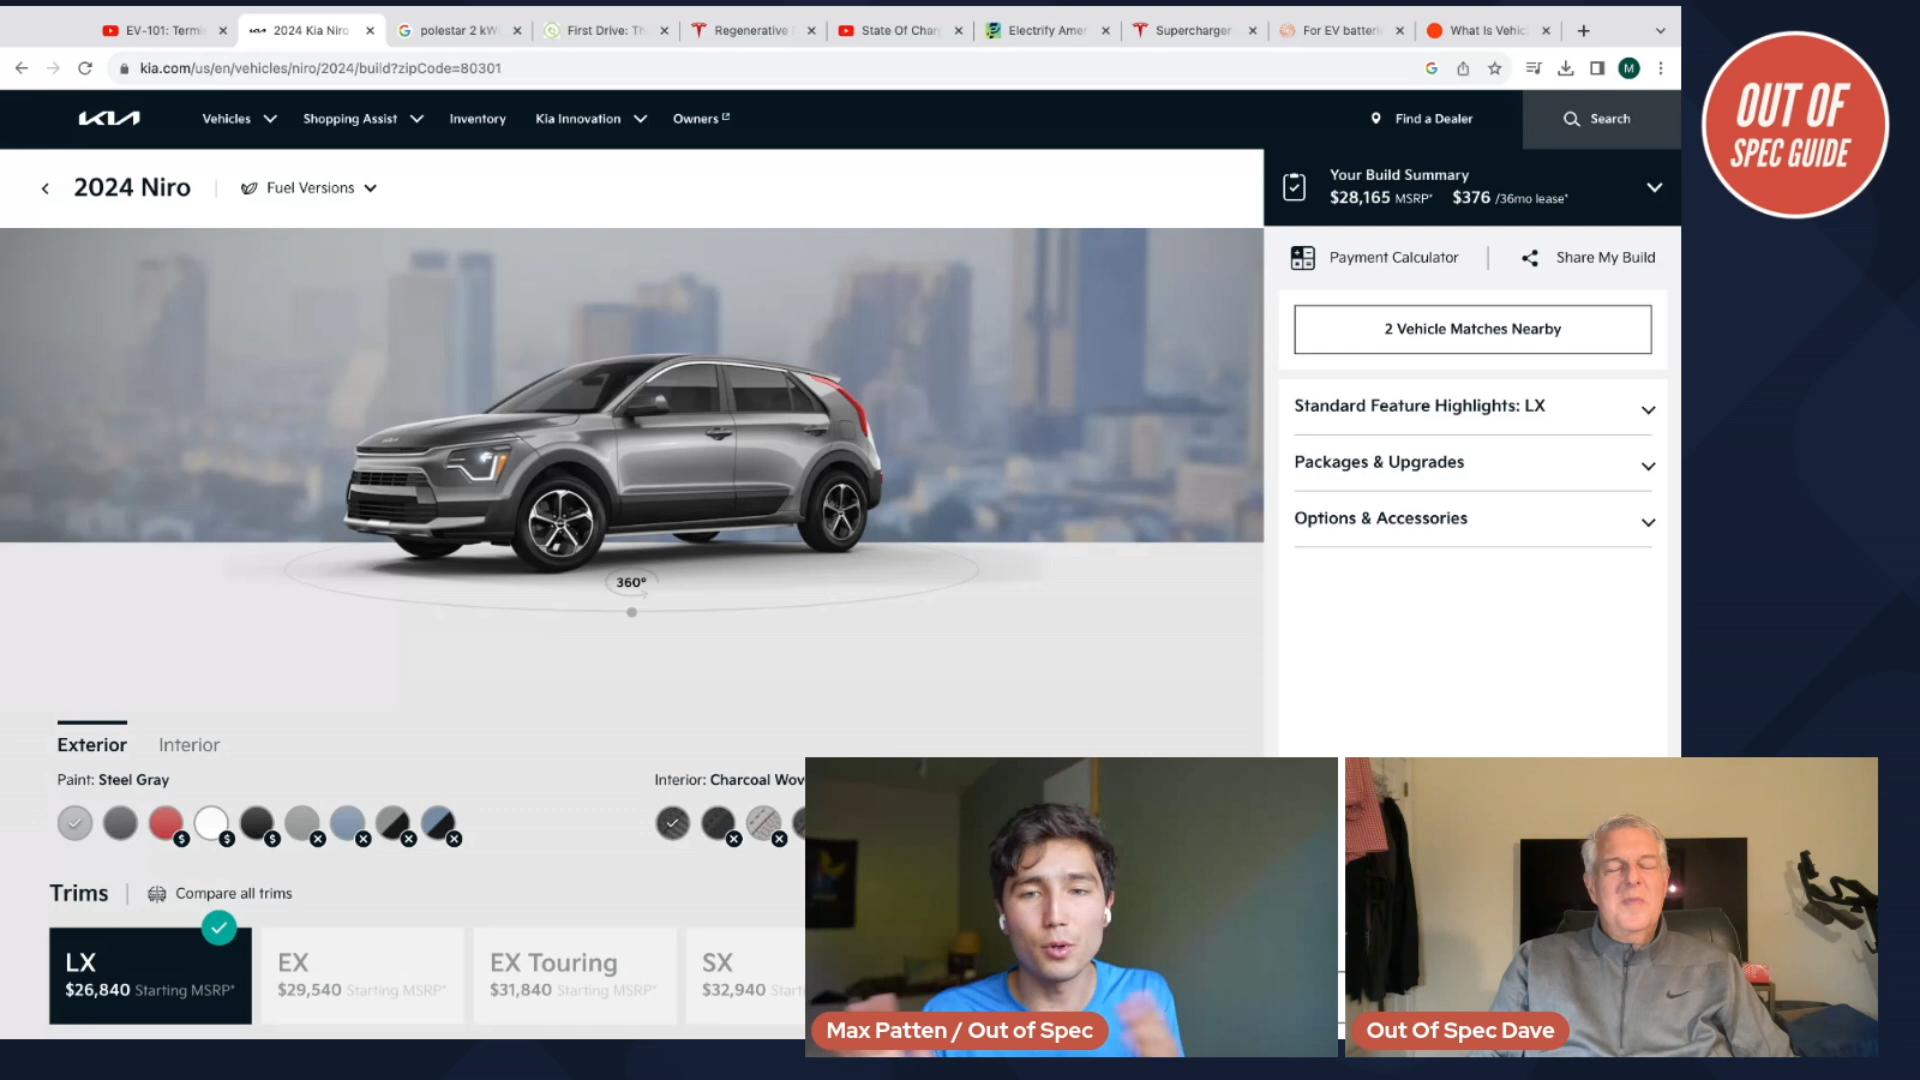 EV-101: Termi
2024 Kia Niro
polestar 2 kW
First Drive: Th
Regenerative
State Of Char
Electrify Amer
Supercharger
For EV batteri
What Is Vehic
kia.com/us/en/vehicles/niro/2024/build?zipCode=80301
M
KIA
Vehicles
Shopping Assist
Inventory
Kia Innovation
Owners
Find a Dealer
Search
OUT OF
SPEC GUIDE
2024 Niro
Fuel Versions
Your Build Summary
$28,165 MSRP* $376 /36mo lease*
Payment Calculator
Share My Build
2 Vehicle Matches Nearby
Standard Feature Highlights: LX
Packages & Upgrades
Options & Accessories
360°
Exterior
Interior
Paint: Steel Gray
Interior: Charcoal Wov
$
$
$
Trims
Compare all trims
LX
$26,840 Starting MSRP*
EX
$29,540 Starting MSRP*
EX Touring
$31,840 Starting MSRP*
SX
$32,940 Starti
Max Patten / Out of Spec
Out Of Spec Dave